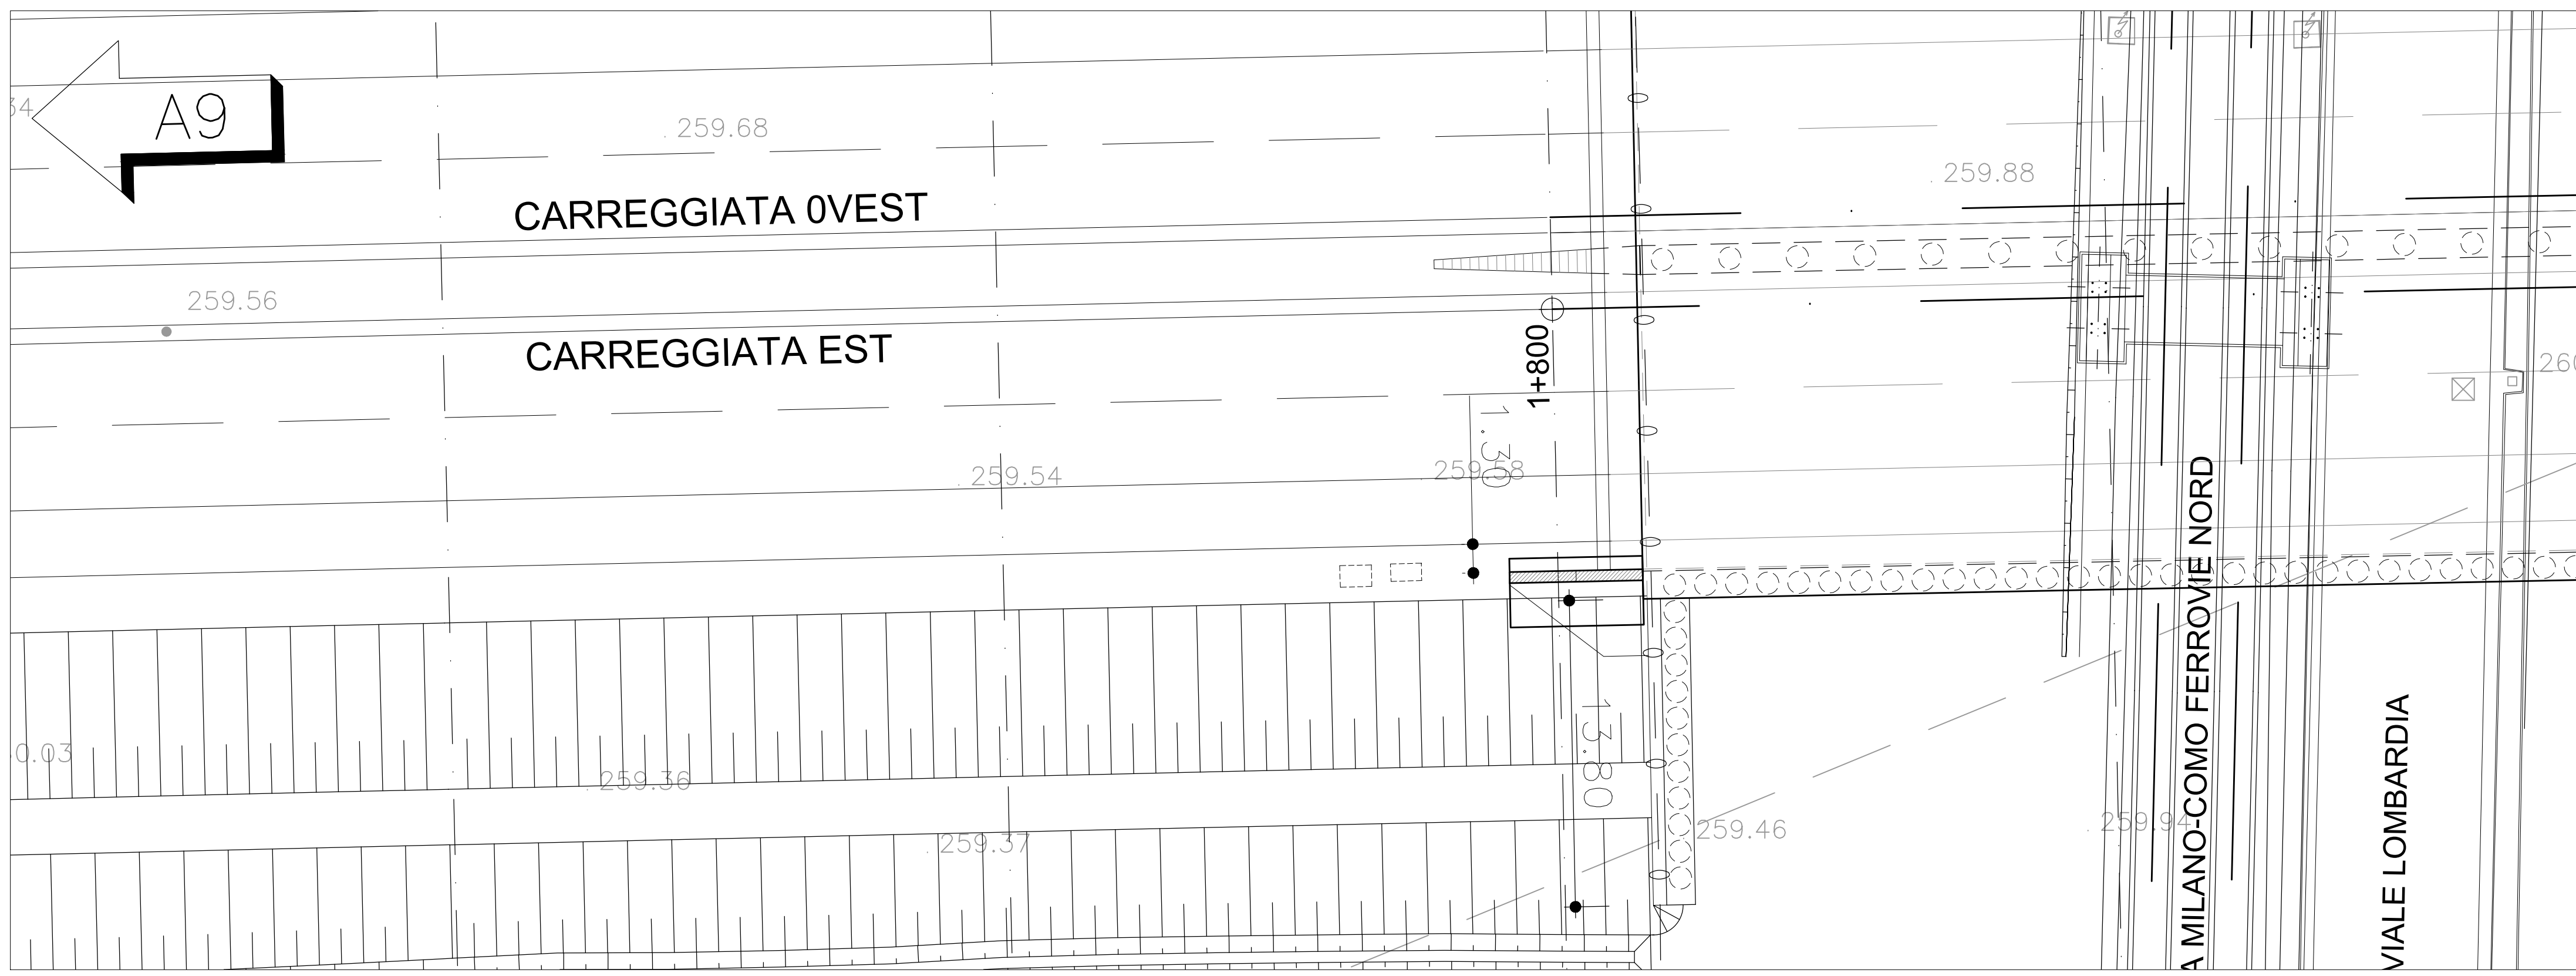 A9
259.68
259.88
CARREGGIATA 0VEST
259.56
CARREGGIATA EST
1+800
1.30
259.54
259.58
13.80
259.36
259.37
259.46
259.94
A MILANO-COMO FERROVIE NORD
VIALE LOMBARDIA